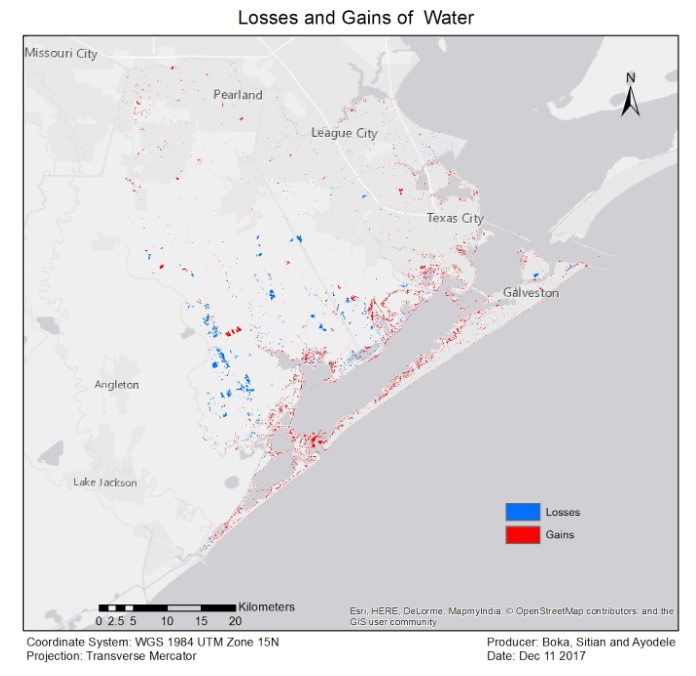 Losses and Gains of Water
Missouri City
N
Pearland
League City
Texas City
Galveston
Angleton
Lake Jackson
Losses
Gains
Kilometers
0 2.5 5 10 15 20
Esri, HERE, DeLorme, MapmyIndia, © OpenStreetMap contributors, and the
GIS user community
Coordinate System: WGS 1984 UTM Zone 15N
Projection: Transverse Mercator
Producer: Boka, Sitian and Ayodele
Date: Dec 11 2017